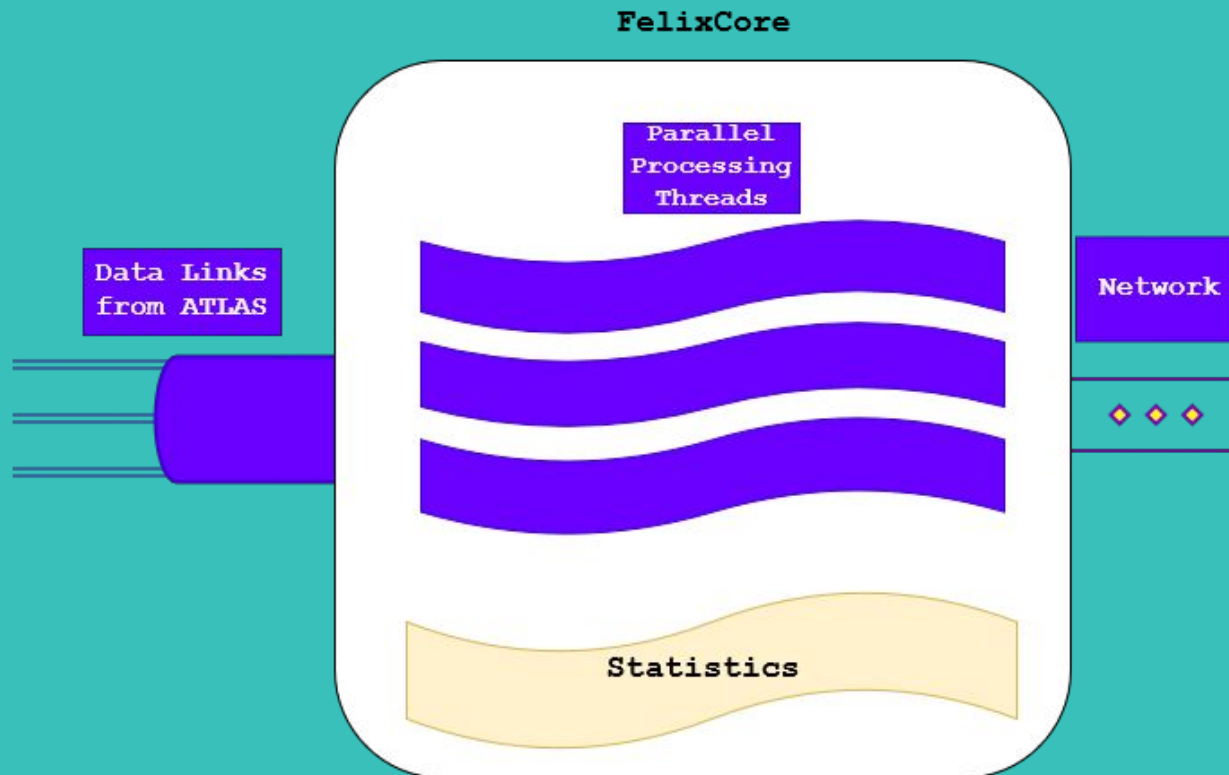 FelixCore
Parallel
Processing
Threads
Data Links
from ATLAS
Network
Statistics